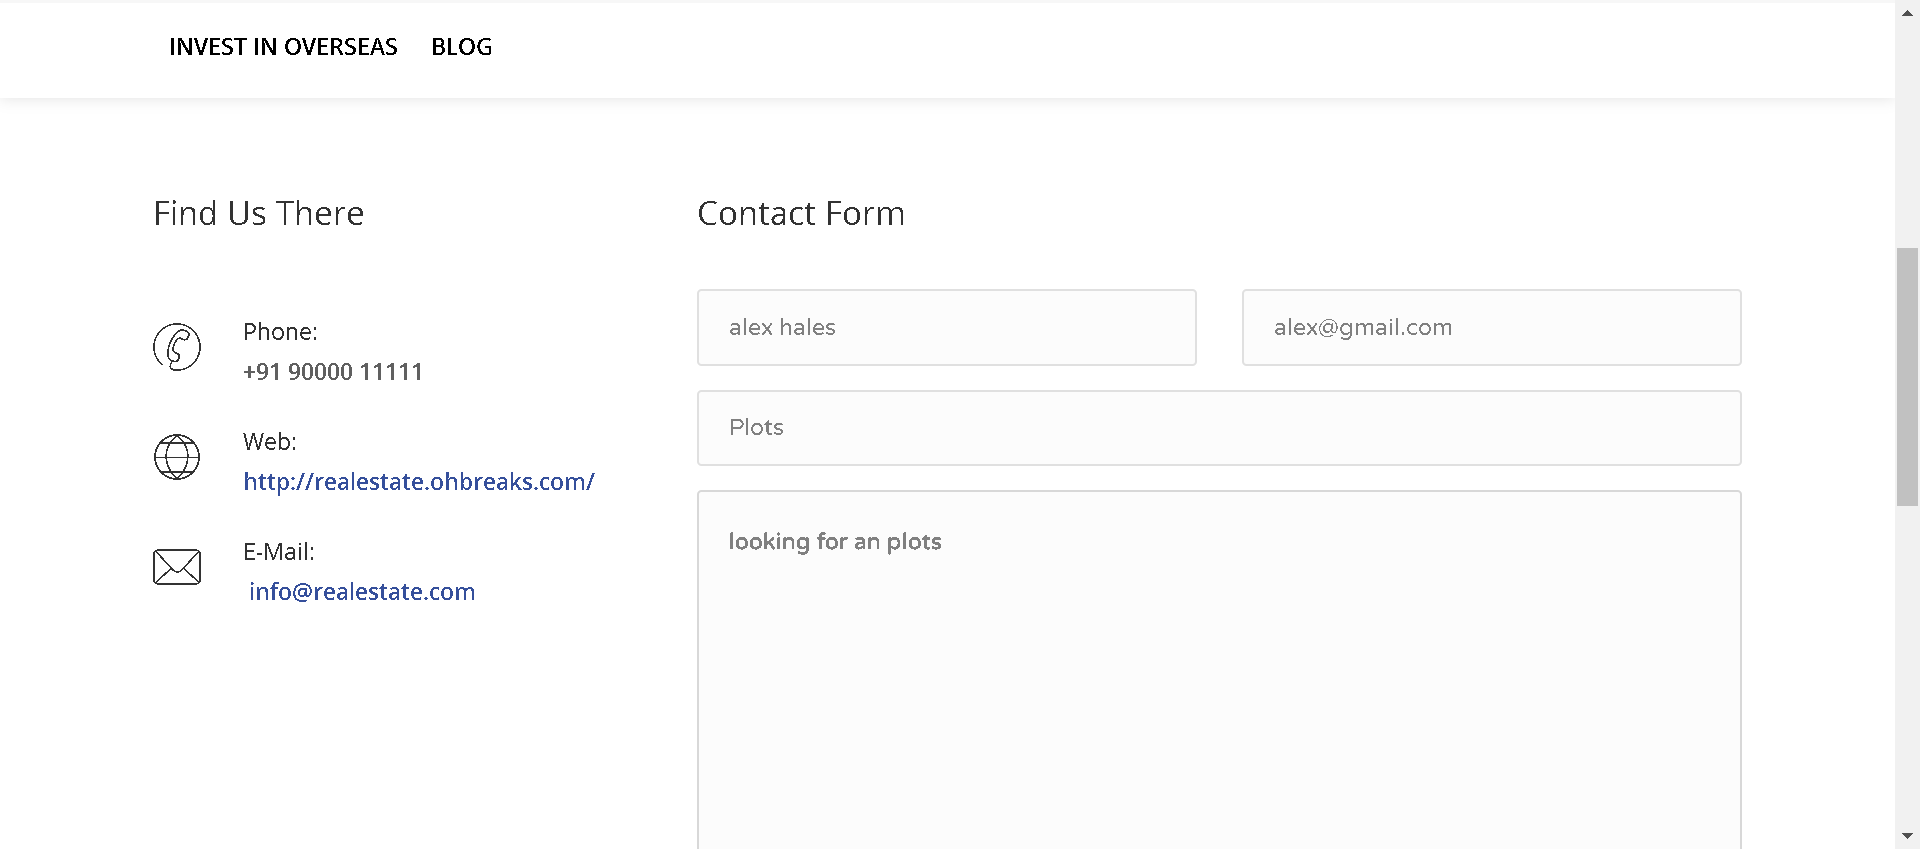 INVEST IN OVERSEAS BLOG
Find Us There
Phone:
+91 90000 11111
Web:
http://realestate.ohbreaks.com/
E-Mail:
info@realestate.com
Contact Form
alex hales
alex@gmail.com
Plots
looking for an plots